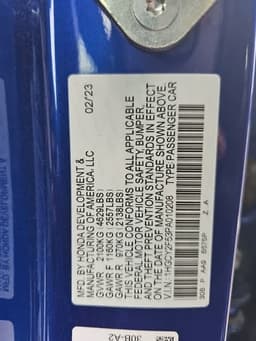 MFD. BY HONDA DEVELOPMENT &
MANUFACTURING OF AMERICA, LLC 02/23
GVWR 2100KG( 4629LBS)
GAWR F 1160KG( 2557LBS)
GAWR R 970KG( 2138LBS)
THIS VEHICLE CONFORMS TO ALL APPLICABLE
FEDERAL MOTOR VEHICLE SAFETY, BUMPER,
AND THEFT PREVENTION STANDARDS IN EFFECT
ON THE DATE OF MANUFACTURE SHOWN ABOVE.
TYPE:PASSENGER CAR
30B-A2